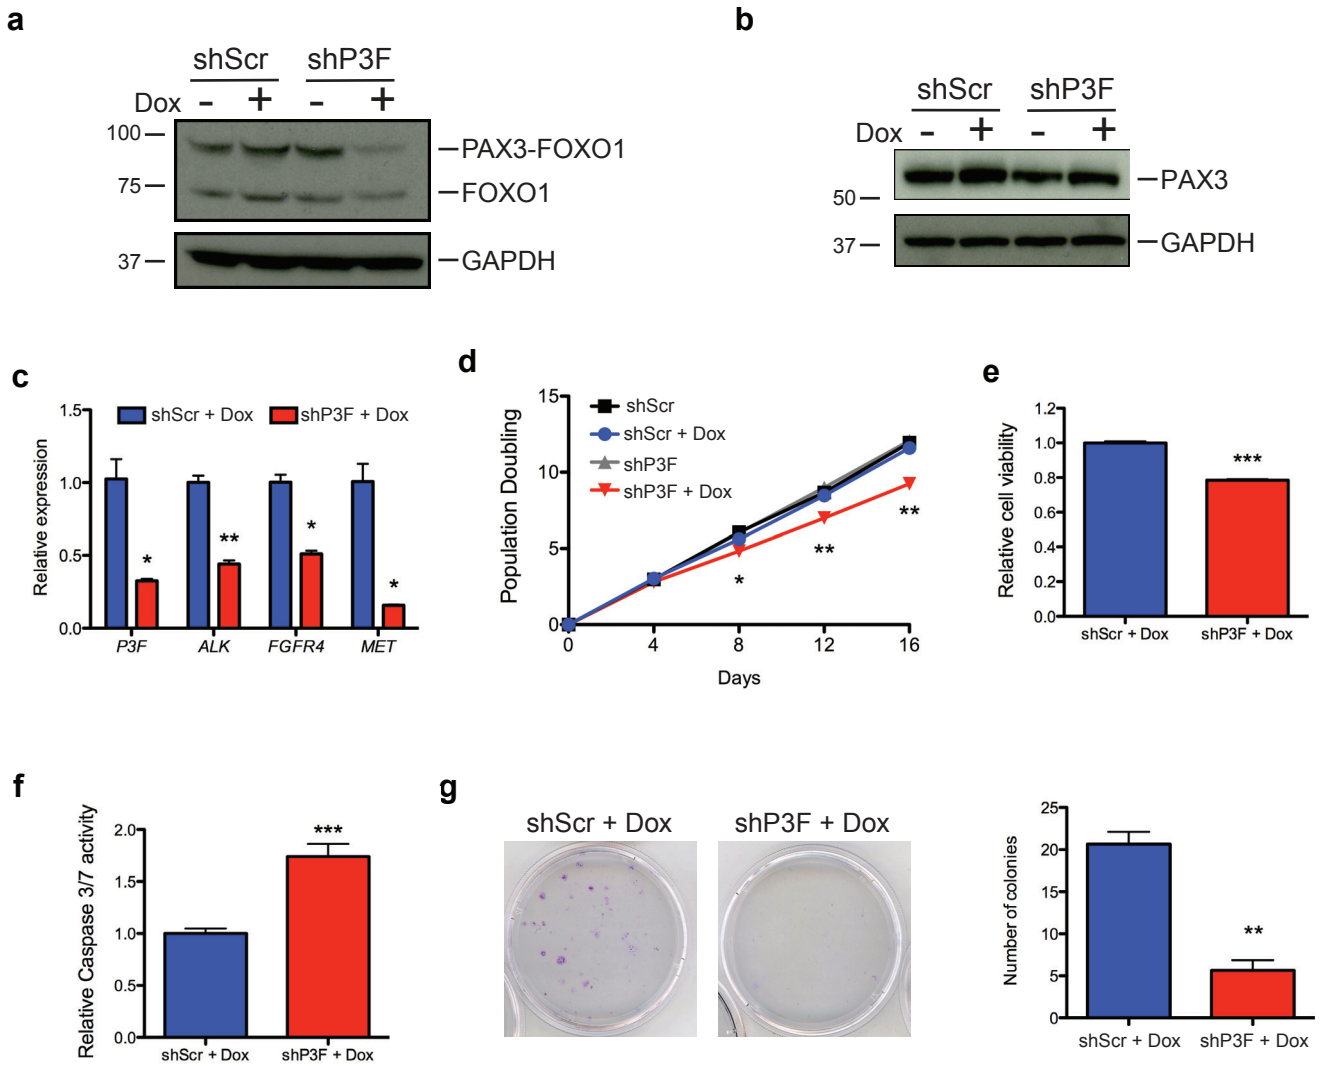 a
shScr shP3F
Dox - + - +
100
PAX3-FOXO1
75
FOXO1
37
GAPDH
b
shScr shP3F
Dox - + - +
PAX3
50
37
GAPDH
c
Relative expression
1.5
1.0
0.5
0.0
shScr + Dox shP3F + Dox
* ** * *
P3F ALK FGFR4 MET
d
Population Doubling
15
10
5
0
shScr
shScr + Dox
shP3F
shP3F + Dox
* ** **
0 4 8 12 16
Days
e
Relative cell viability
1.2
1.0
0.8
0.6
0.4
0.2
0.0
***
shScr + Dox shP3F + Dox
f
Relative Caspase 3/7 activity
2.0
1.5
1.0
0.5
0.0
***
shScr + Dox shP3F + Dox
g
shScr + Dox shP3F + Dox
Number of colonies
25
20
15
10
5
0
**
shScr + Dox shP3F + Dox